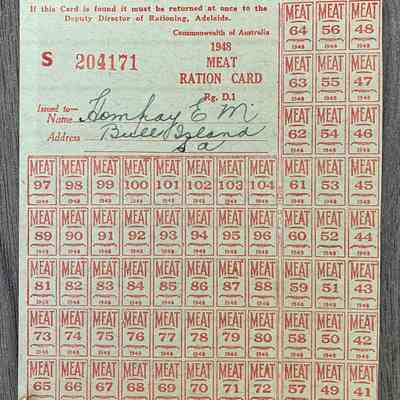 If this Card is found it must be returned at once to the
Deputy Director of Rationing, Adelaide.
Commonwealth of Australia
S 204171
1948
MEAT
RATION CARD
Rg. D.1
Issued to—
Name Homhay E M
Address Bull Island
Sa
MEAT MEAT MEAT
64 56 48
1948 1948 1948
MEAT MEAT MEAT
63 55 47
1948 1948 1948
MEAT MEAT MEAT
62 54 46
1948 1948 1948
MEAT MEAT MEAT MEAT MEAT MEAT MEAT MEAT MEAT MEAT MEAT
97 98 99 100 101 102 103 104 61 53 45
1948 1948 1948 1948 1948 1948 1948 1948 1948 1948 1948
MEAT MEAT MEAT MEAT MEAT MEAT MEAT MEAT MEAT MEAT MEAT
89 90 91 92 93 94 95 96 60 52 44
1948 1948 1948 1948 1948 1948 1948 1948 1948 1948 1948
MEAT MEAT MEAT MEAT MEAT MEAT MEAT MEAT MEAT MEAT MEAT
81 82 83 84 85 86 87 88 59 51 43
1948 1948 1948 1948 1948 1948 1948 1948 1948 1948 1948
MEAT MEAT MEAT MEAT MEAT MEAT MEAT MEAT MEAT MEAT MEAT
73 74 75 76 77 78 79 80 58 50 42
1948 1948 1948 1948 1948 1948 1948 1948 1948 1948 1948
MEAT MEAT MEAT MEAT MEAT MEAT MEAT MEAT MEAT MEAT MEAT
65 66 67 68 69 70 71 72 57 49 41